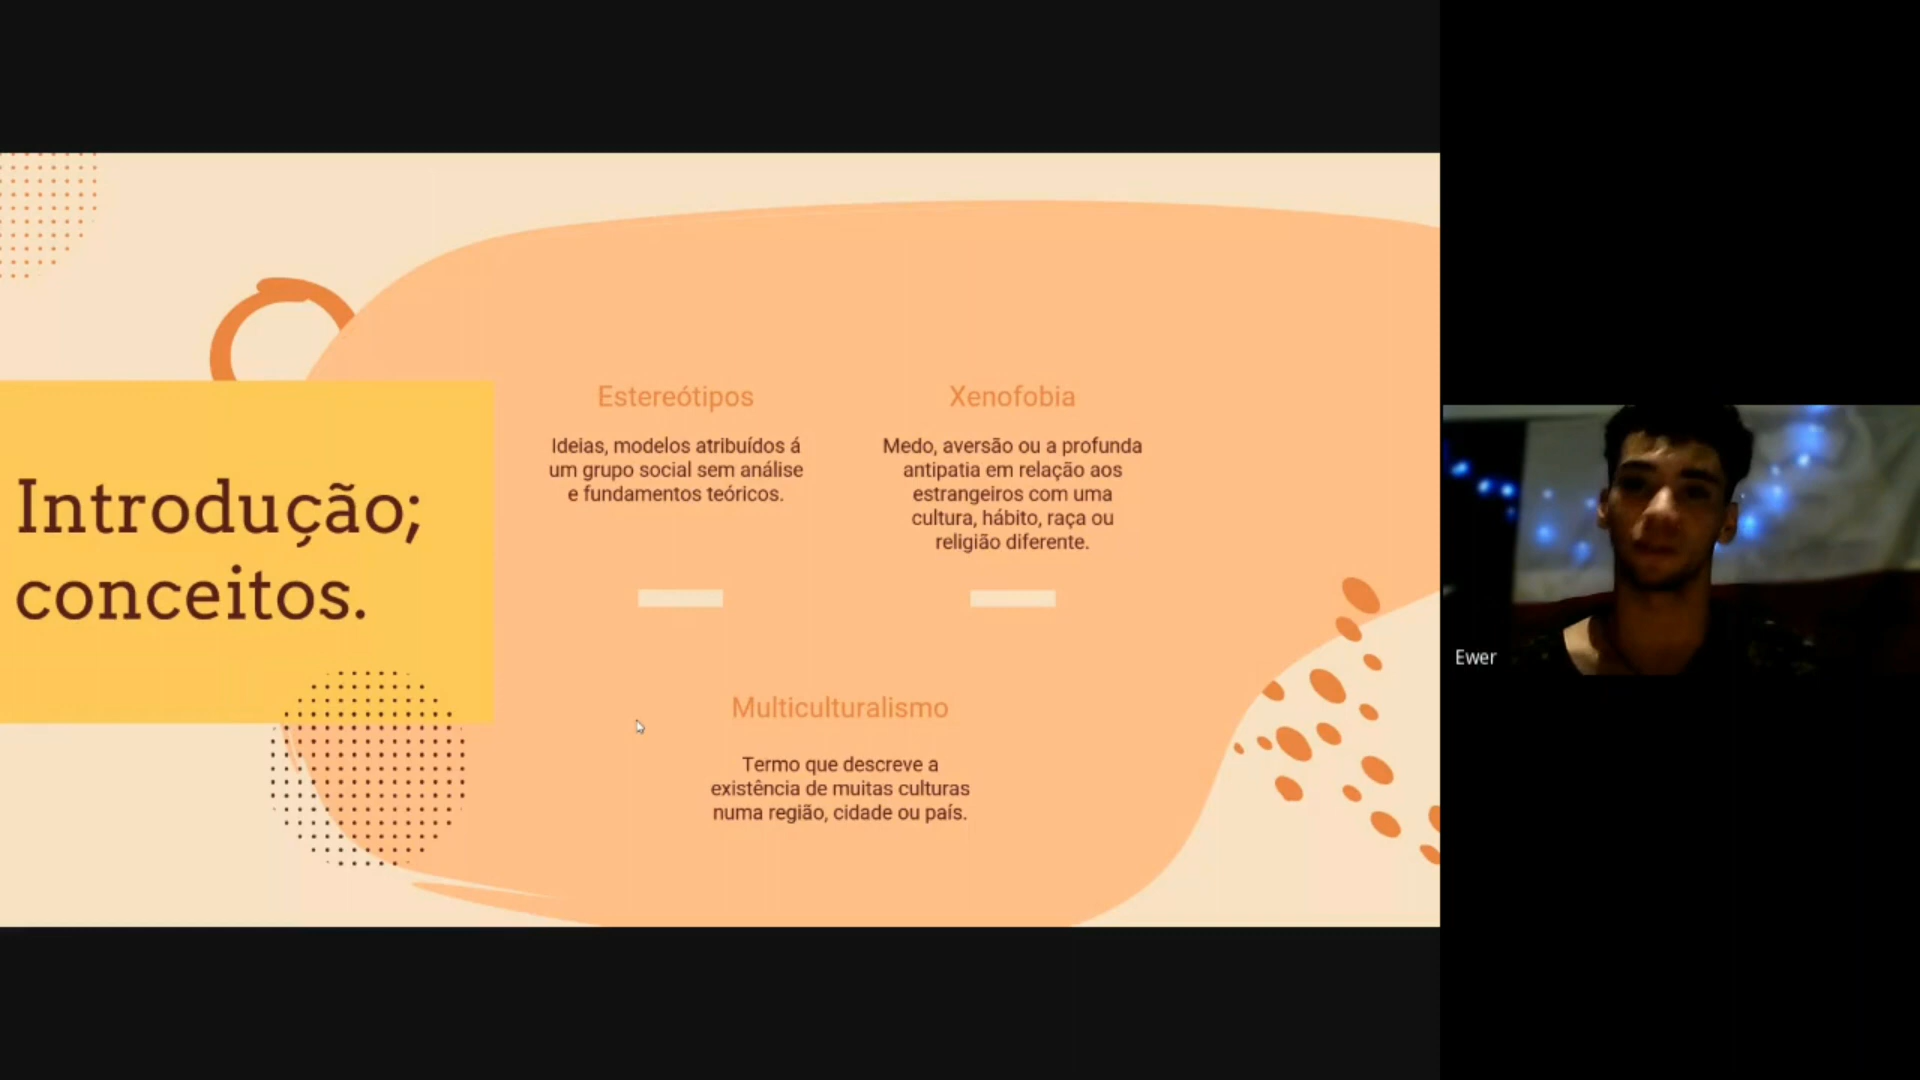 Introdução;
conceitos.
Estereótipos
Ideias, modelos atribuídos á
um grupo social sem análise
e fundamentos teóricos.
Xenofobia
Medo, aversão ou a profunda
antipatia em relação aos
estrangeiros com uma
cultura, hábito, raça ou
religião diferente.
Multiculturalismo
Termo que descreve a
existência de muitas culturas
numa região, cidade ou país.
Ewer